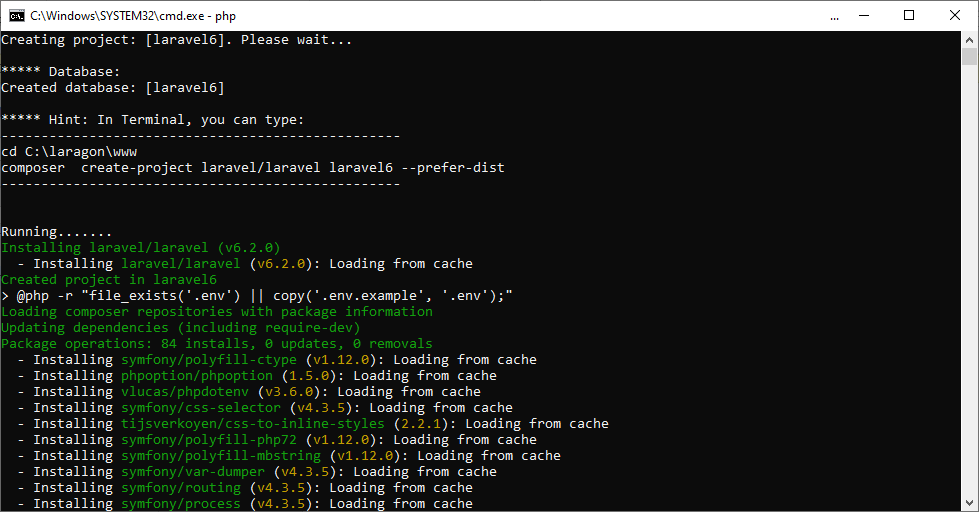 C:\Windows\SYSTEM32\cmd.exe - php
...
Creating project: [laravel6]. Please wait...
***** Database:
Created database: [laravel6]
***** Hint: In Terminal, you can type:
--------------------------------------------------
cd C:\laragon\www
composer  create-project laravel/laravel laravel6 --prefer-dist
--------------------------------------------------
Running.......
Installing laravel/laravel (v6.2.0)
  - Installing laravel/laravel (v6.2.0): Loading from cache
Created project in laravel6
> @php -r "file_exists('.env') || copy('.env.example', '.env');"
Loading composer repositories with package information
Updating dependencies (including require-dev)
Package operations: 84 installs, 0 updates, 0 removals
  - Installing symfony/polyfill-ctype (v1.12.0): Loading from cache
  - Installing phpoption/phpoption (1.5.0): Loading from cache
  - Installing vlucas/phpdotenv (v3.6.0): Loading from cache
  - Installing symfony/css-selector (v4.3.5): Loading from cache
  - Installing tijsverkoyen/css-to-inline-styles (2.2.1): Loading from cache
  - Installing symfony/polyfill-php72 (v1.12.0): Loading from cache
  - Installing symfony/polyfill-mbstring (v1.12.0): Loading from cache
  - Installing symfony/var-dumper (v4.3.5): Loading from cache
  - Installing symfony/routing (v4.3.5): Loading from cache
  - Installing symfony/process (v4.3.5): Loading from cache